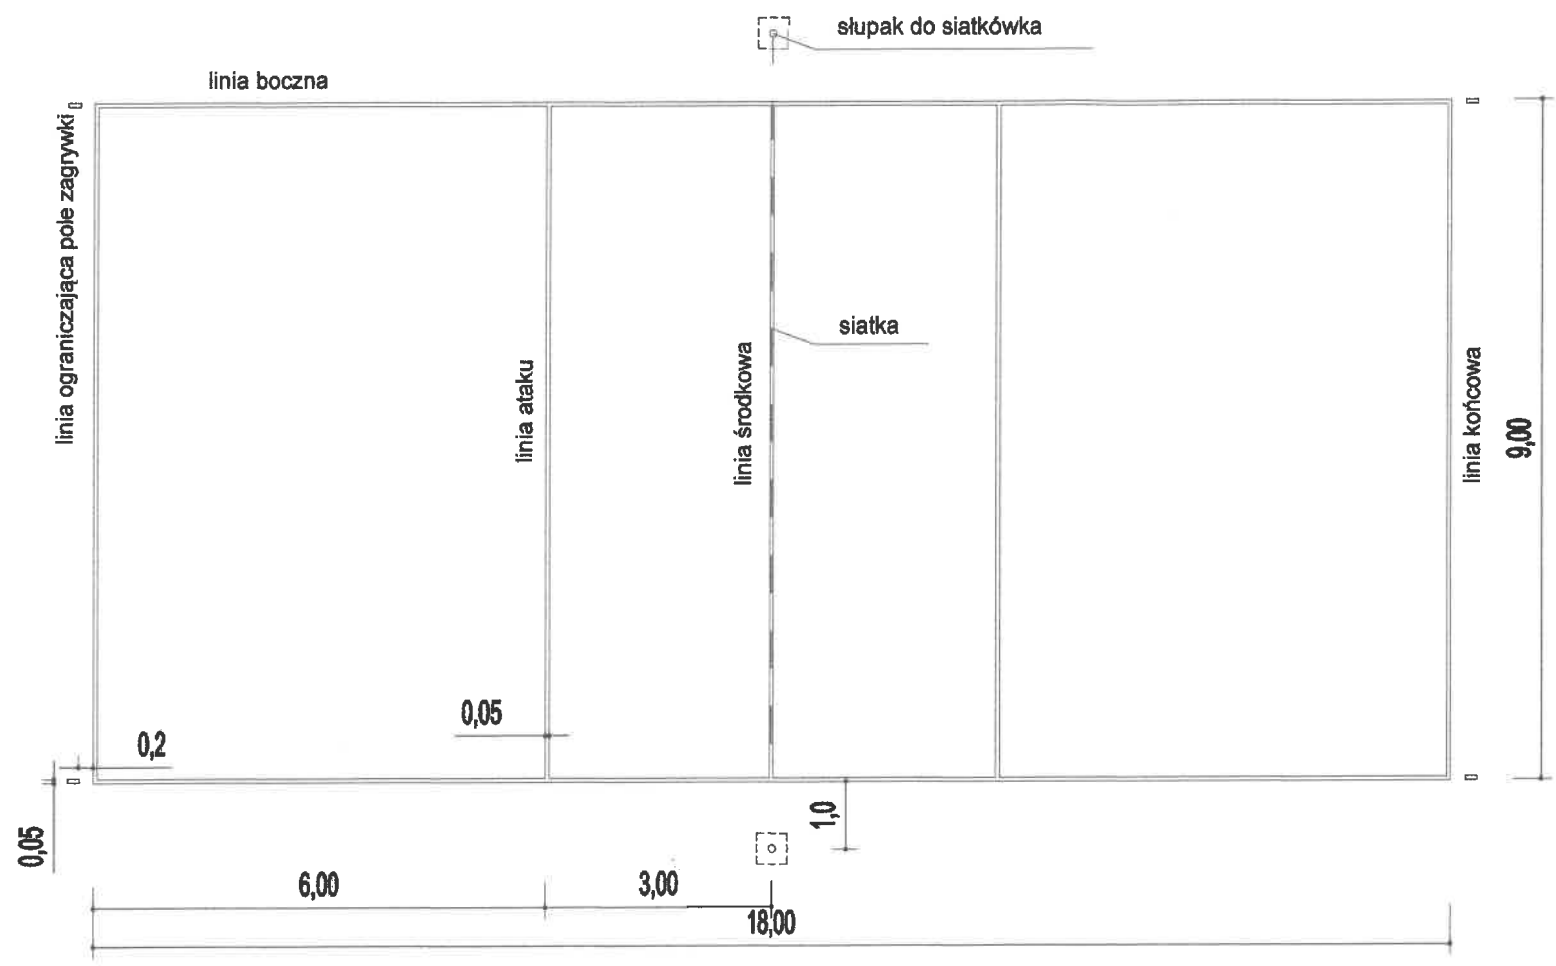 słupak do siatkówka
linia boczna
linia ograniczająca pole zagrywki
siatka
linia ataku
linia środkowa
linia końcowa
9,00
0,05
0,2
1,0
0,05
6,00
3,00
18,00